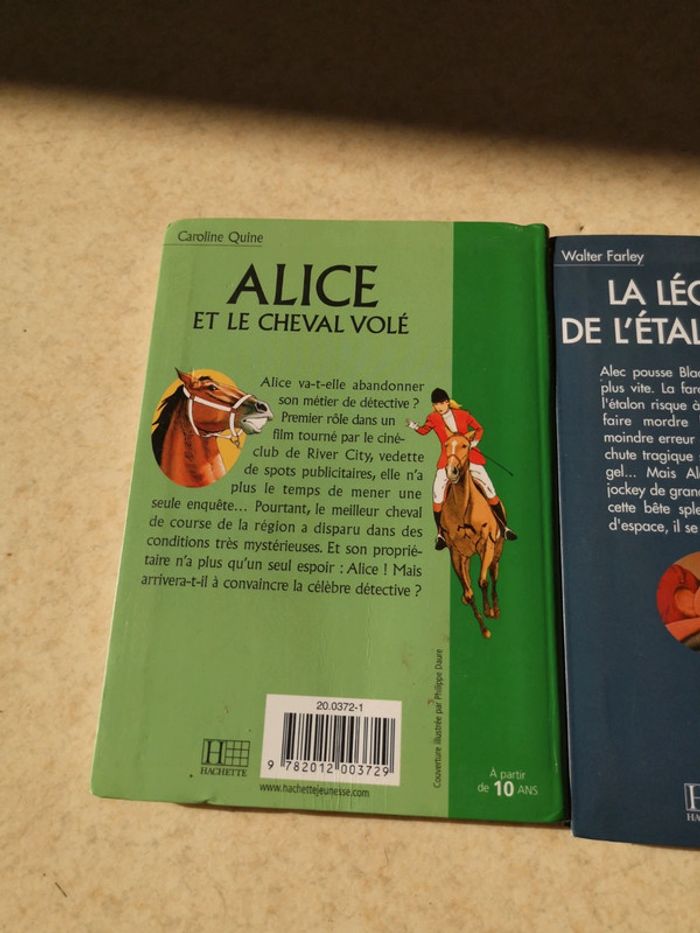 Caroline Quine
ALICE
ET LE CHEVAL VOLÉ
Alice va-t-elle abandonner
son métier de détective ?
Premier rôle dans un
film tourné par le ciné-
club de River City, vedette
de spots publicitaires, elle n'a
plus le temps de mener une
seule enquête... Pourtant, le meilleur cheval
de course de la région a disparu dans des
conditions très mystérieuses. Et son proprié-
taire n'a plus qu'un seul espoir : Alice ! Mais
arrivera-t-il à convaincre la célèbre détective ?
Couverture illustrée par Philippe Daure
20.0372-1
9 782012 003729
H
HACHETTE
www.hachettejeunesse.com
À partir
de 10 ANS
Walter Farley
LA LÉG
DE L'ÉTAL
Alec pousse Blac
plus vite. La
l'étalon risque à
faire mordre
moindre erreur
chute tragique
gel... Mais Al
jockey de gran
cette bête sple
d'espace, il se